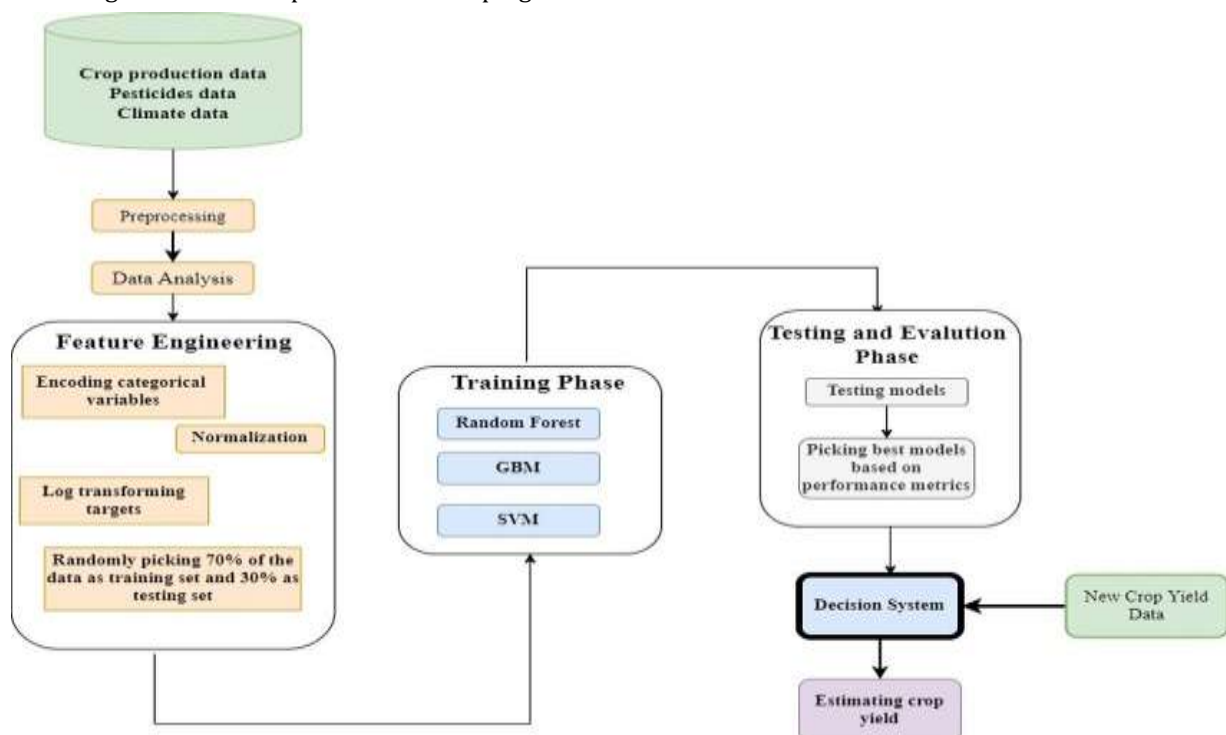 Crop production data
Pesticides data
Climate data
Preprocessing
Data Analysis
Feature Engineering
Encoding categorical
variables
Normalization
Log transforming
targets
Randomly picking 70% of the
data as training set and 30% as
testing set
Training Phase
Random Forest
GBM
SVM
Testing and Evalution
Phase
Testing models
Picking best models
based on
performance metrics
Decision System
New Crop Yield
Data
Estimating crop
yield